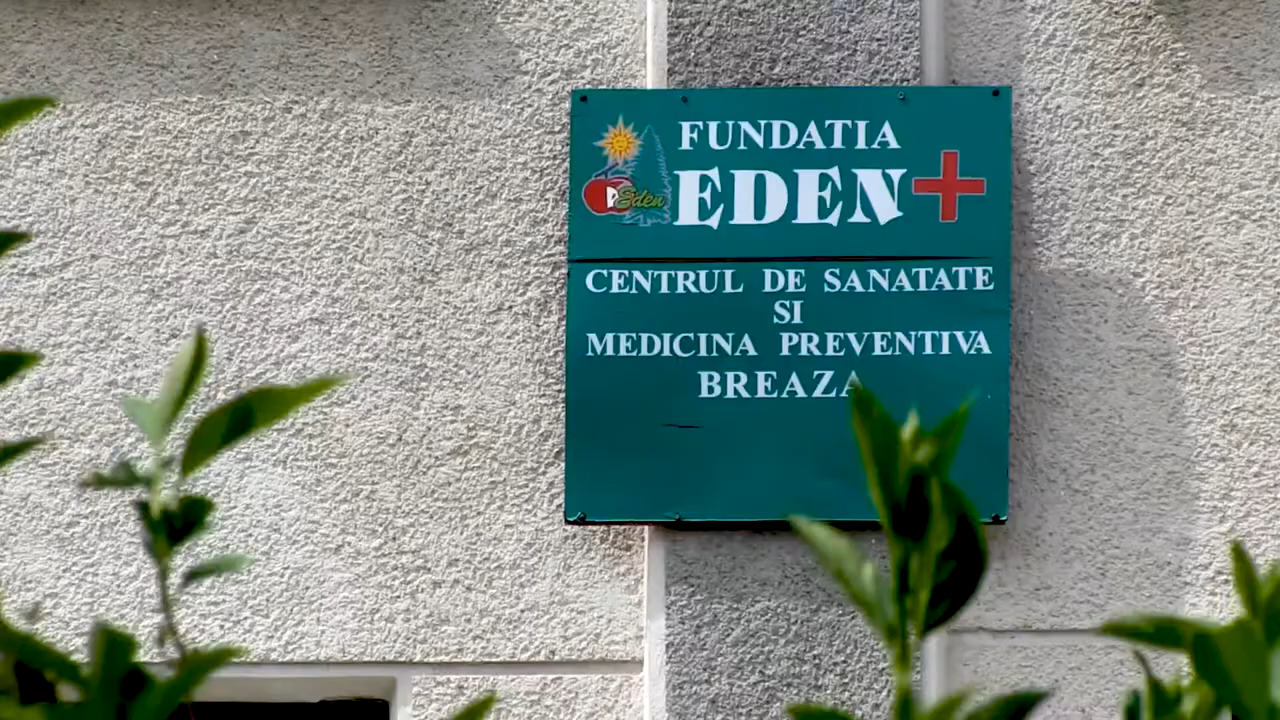 FUNDATIA
EDEN
Eden
CENTRUL DE SANATATE
SI
MEDICINA PREVENTIVA
BREAZA